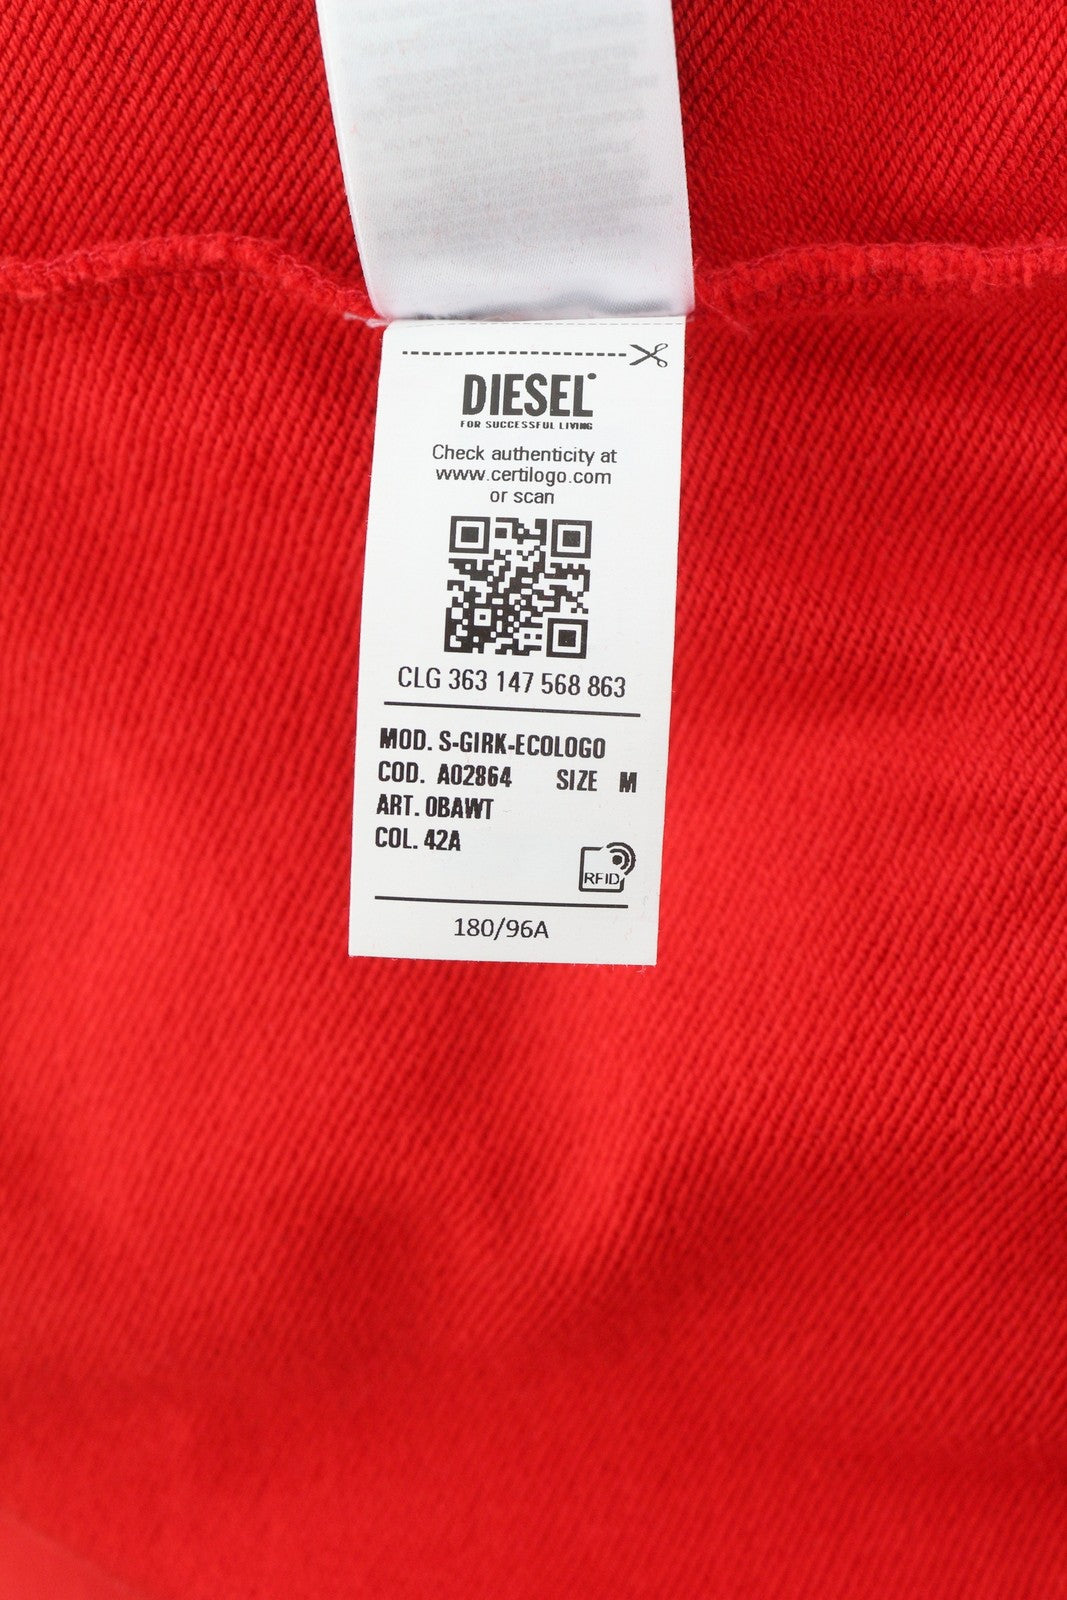 DIESEL
FOR SUCCESSFUL LIVING
Check authenticity at
www.certilogo.com
or scan
CLG 363 147 568 863
MOD. S-GIRK-ECOLOGO
COD. A02864 SIZE M
ART. 0BAWT
COL. 42A
RFID
180/96A